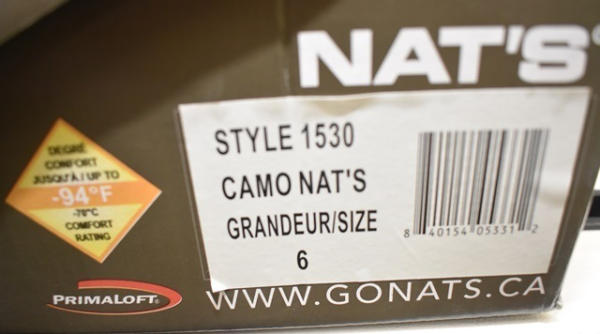 NAT'S®
STYLE 1530
CAMO NAT'S
GRANDEUR/SIZE
6
8 40154 05331 2
DEGRÉ
CONFORT
JUSQU'À / UP TO
-94°F
-70°C
COMFORT
RATING
PRIMALOFT®
WWW.GONATS.CA